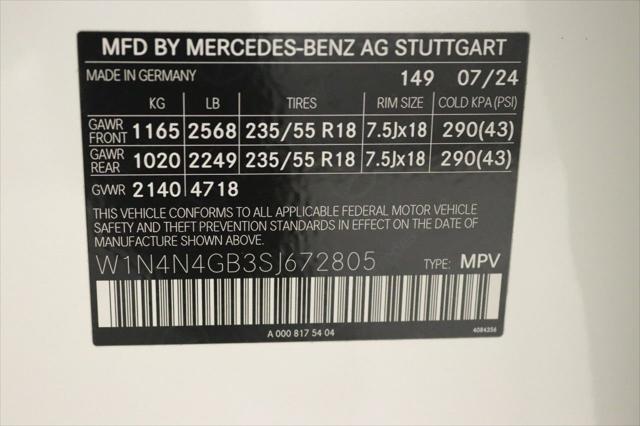 MFD BY MERCEDES-BENZ AG STUTTGART
MADE IN GERMANY 149 07/24
KG LB TIRES RIM SIZE COLD KPA(PSI)
GAWR FRONT 1165 2568 235/55 R18 7.5Jx18 290(43)
GAWR REAR 1020 2249 235/55 R18 7.5Jx18 290(43)
GVWR 2140 4718
THIS VEHICLE CONFORMS TO ALL APPLICABLE FEDERAL MOTOR VEHICLE
SAFETY AND THEFT PREVENTION STANDARDS IN EFFECT ON THE DATE OF
MANUFACTURE SHOWN ABOVE.
W1N4N4GB3SJ672805 TYPE: MPV
A 000 817 54 04 4084356